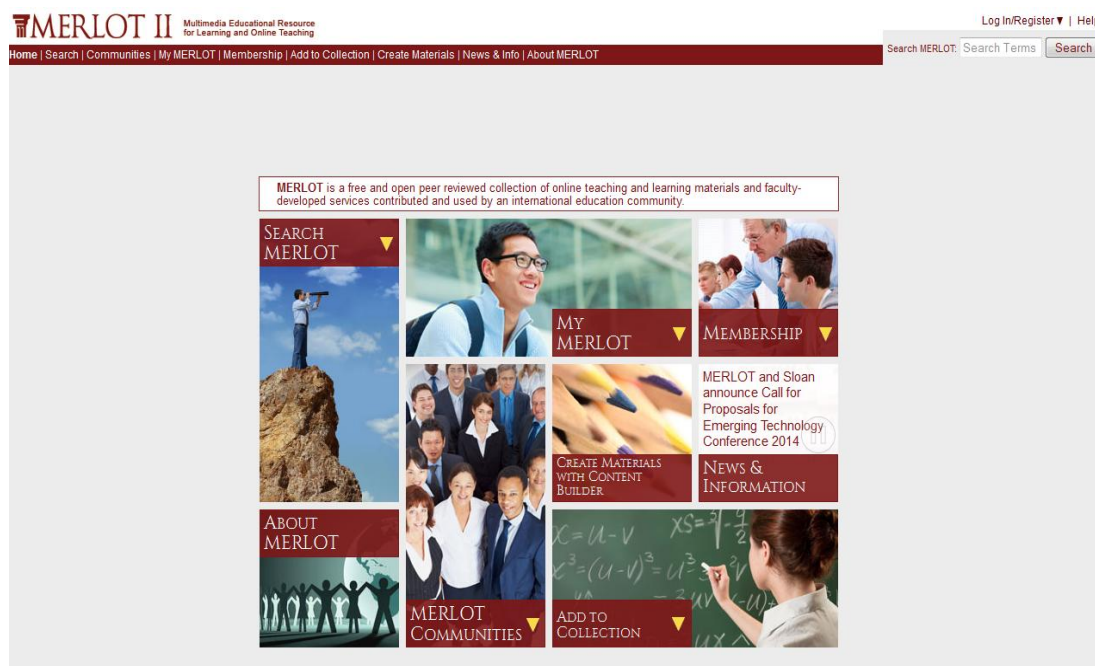 MERLOT II
Multimedia Educational Resource
for Learning and Online Teaching
Log In/Register ▼ | Help
Home | Search | Communities | My MERLOT | Membership | Add to Collection | Create Materials | News & Info | About MERLOT
Search MERLOT: Search Terms Search
MERLOT is a free and open peer reviewed collection of online teaching and learning materials and faculty-
developed services contributed and used by an international education community.
Search
MERLOT
My
MERLOT
Membership
MERLOT and Sloan
announce Call for
Proposals for
Emerging Technology
Conference 2014
Create Materials
with Content
Builder
News &
Information
About
MERLOT
MERLOT
Communities
Add to
Collection